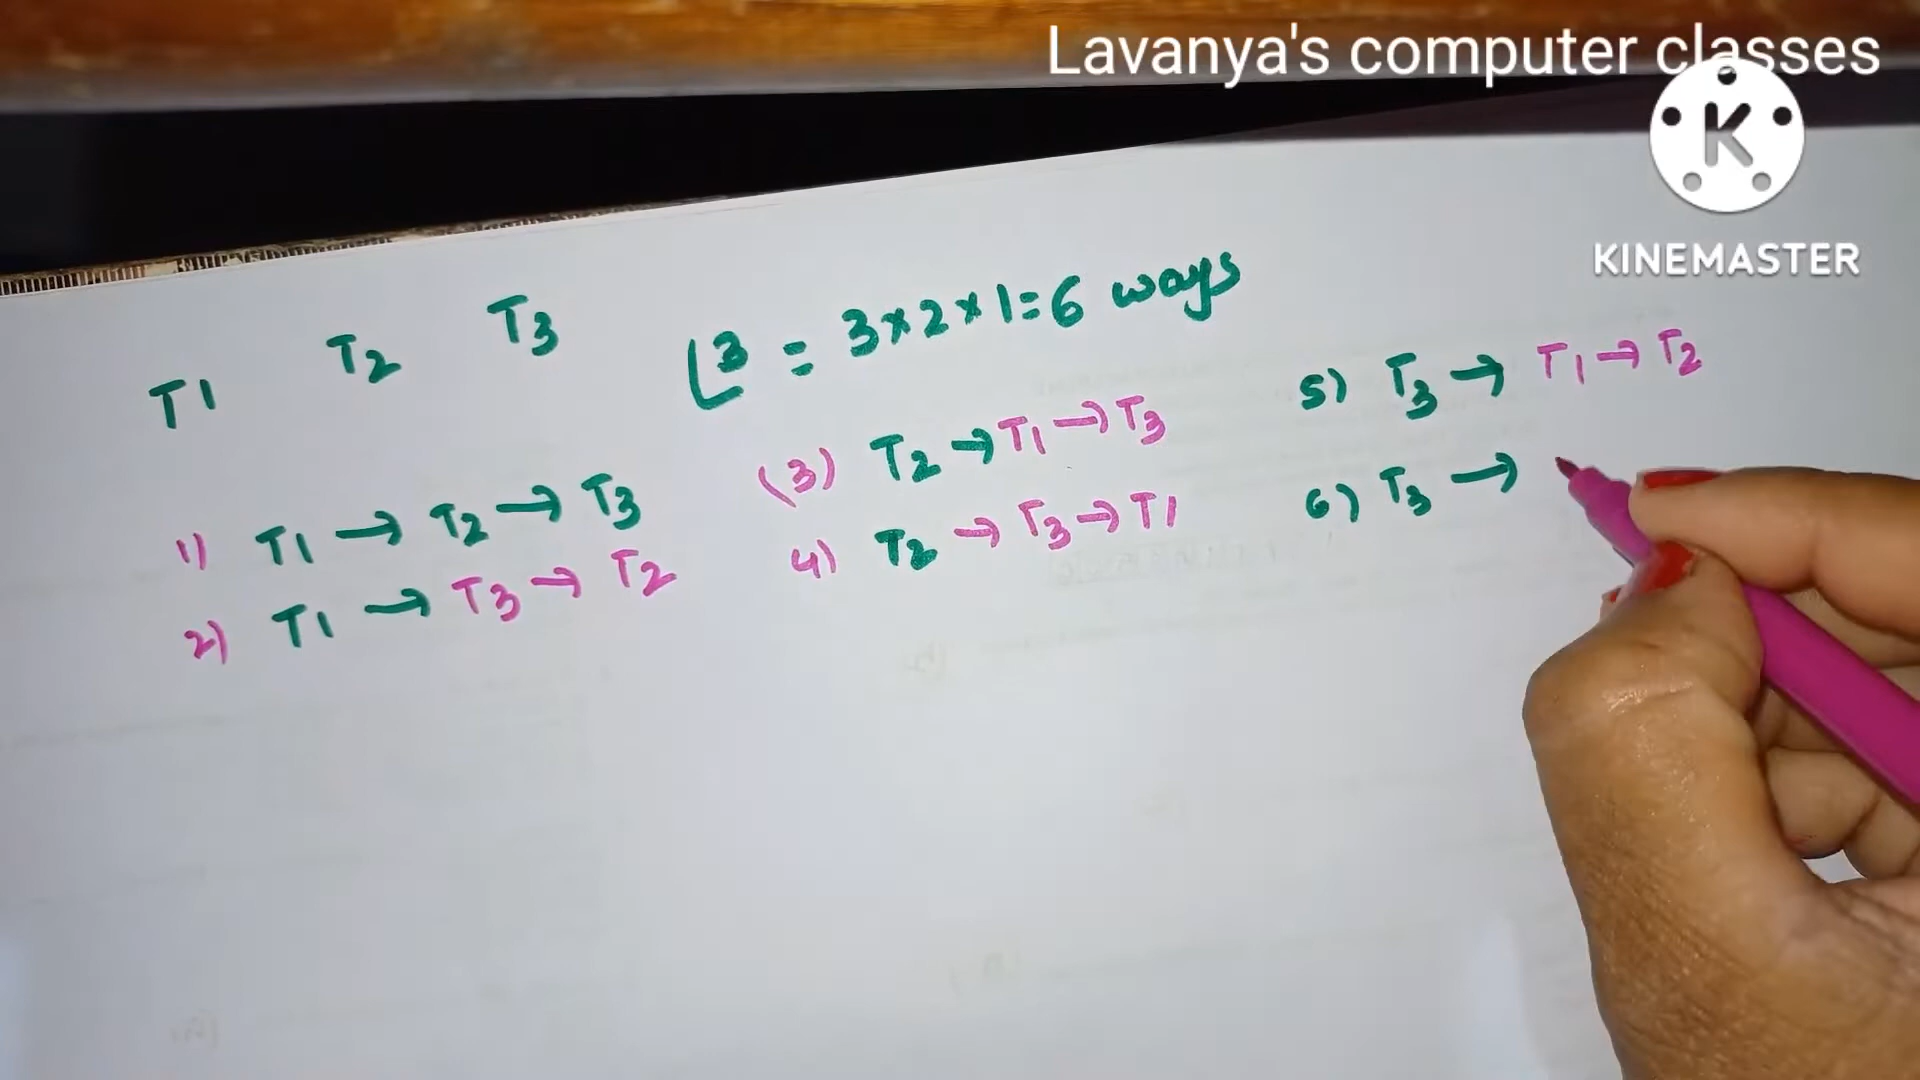 Lavanya's computer classes
K
KINEMASTER
T1 T2 T3 ⌊3 = 3×2×1=6 ways
1) T1 → T2 → T3
2) T1 → T3 → T2
(3) T2 → T1 → T3
4) T2 → T3 → T1
5) T3 → T1 → T2
6) T3 →